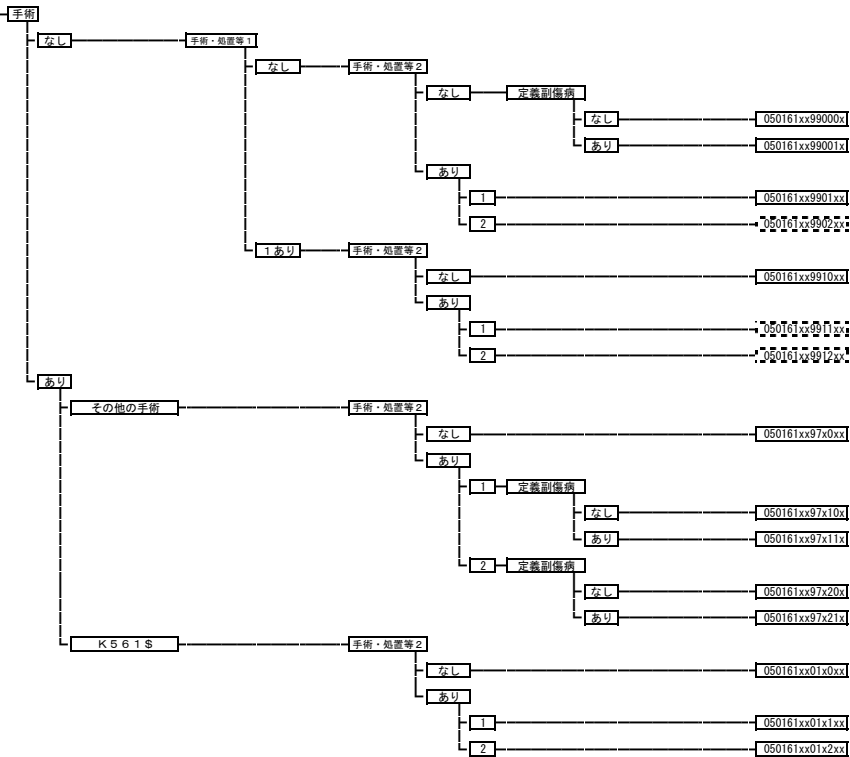 手術
なし 手術・処置等1
なし 手術・処置等2
なし 定義副傷病
なし 050161xx99000x
あり 050161xx99001x
あり
1 050161xx9901xx
2 050161xx9902xx
1あり 手術・処置等2
なし 050161xx9910xx
あり
1 050161xx9911xx
2 050161xx9912xx
あり
その他の手術 手術・処置等2
なし 050161xx97x0xx
あり
1 定義副傷病
なし 050161xx97x10x
あり 050161xx97x11x
2 定義副傷病
なし 050161xx97x20x
あり 050161xx97x21x
K561$ 手術・処置等2
なし 050161xx01x0xx
あり
1 050161xx01x1xx
2 050161xx01x2xx